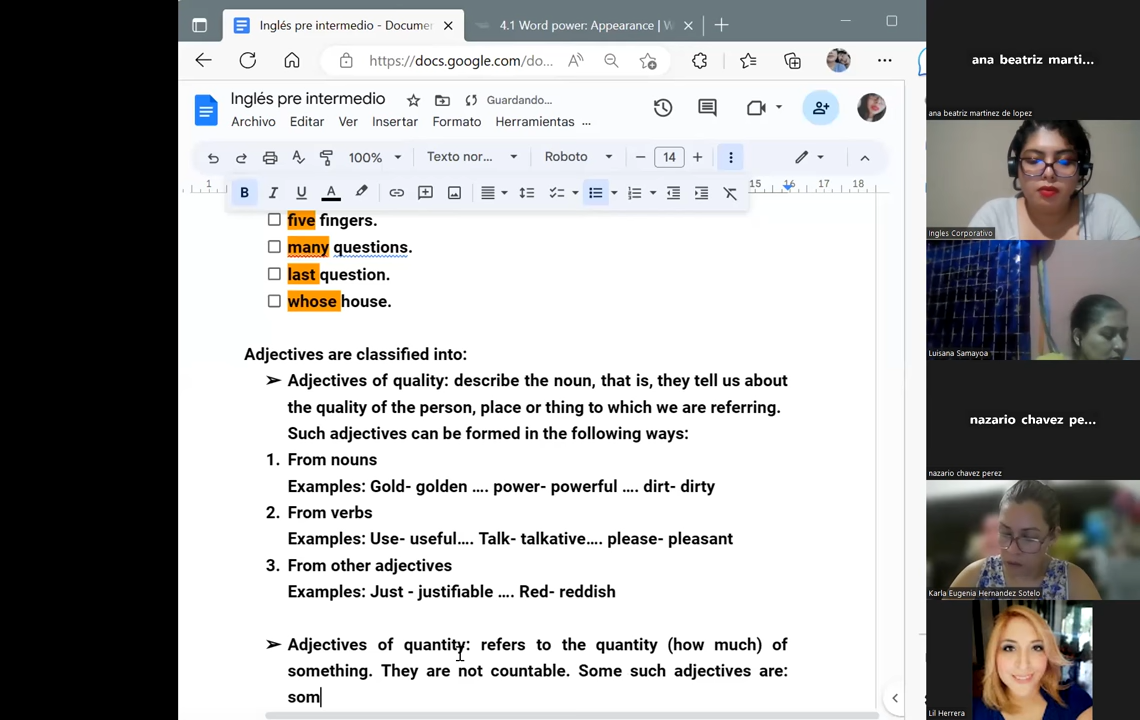 Inglés pre intermedio - Documen
4.1 Word power: Appearance | W
https://docs.google.com/do...
Inglés pre intermedio
Guardando...
Archivo Editar Ver Insertar Formato Herramientas ...
100% Texto nor... Roboto 14
1 15 16 17 18
five fingers.
many questions.
last question.
whose house.
Adjectives are classified into:
➢ Adjectives of quality: describe the noun, that is, they tell us about
the quality of the person, place or thing to which we are referring.
Such adjectives can be formed in the following ways:
1. From nouns
Examples: Gold- golden .... power- powerful .... dirt- dirty
2. From verbs
Examples: Use- useful.... Talk- talkative.... please- pleasant
3. From other adjectives
Examples: Just - justifiable .... Red- reddish
➢ Adjectives of quantity: refers to the quantity (how much) of
something. They are not countable. Some such adjectives are:
som
ana beatriz marti...
ana beatriz martinez de lopez
Ingles Corporativo
Luisana Samayoa
nazario chavez pe...
nazario chavez perez
Karla Eugenia Hernandez Sotelo
Lil Herrera